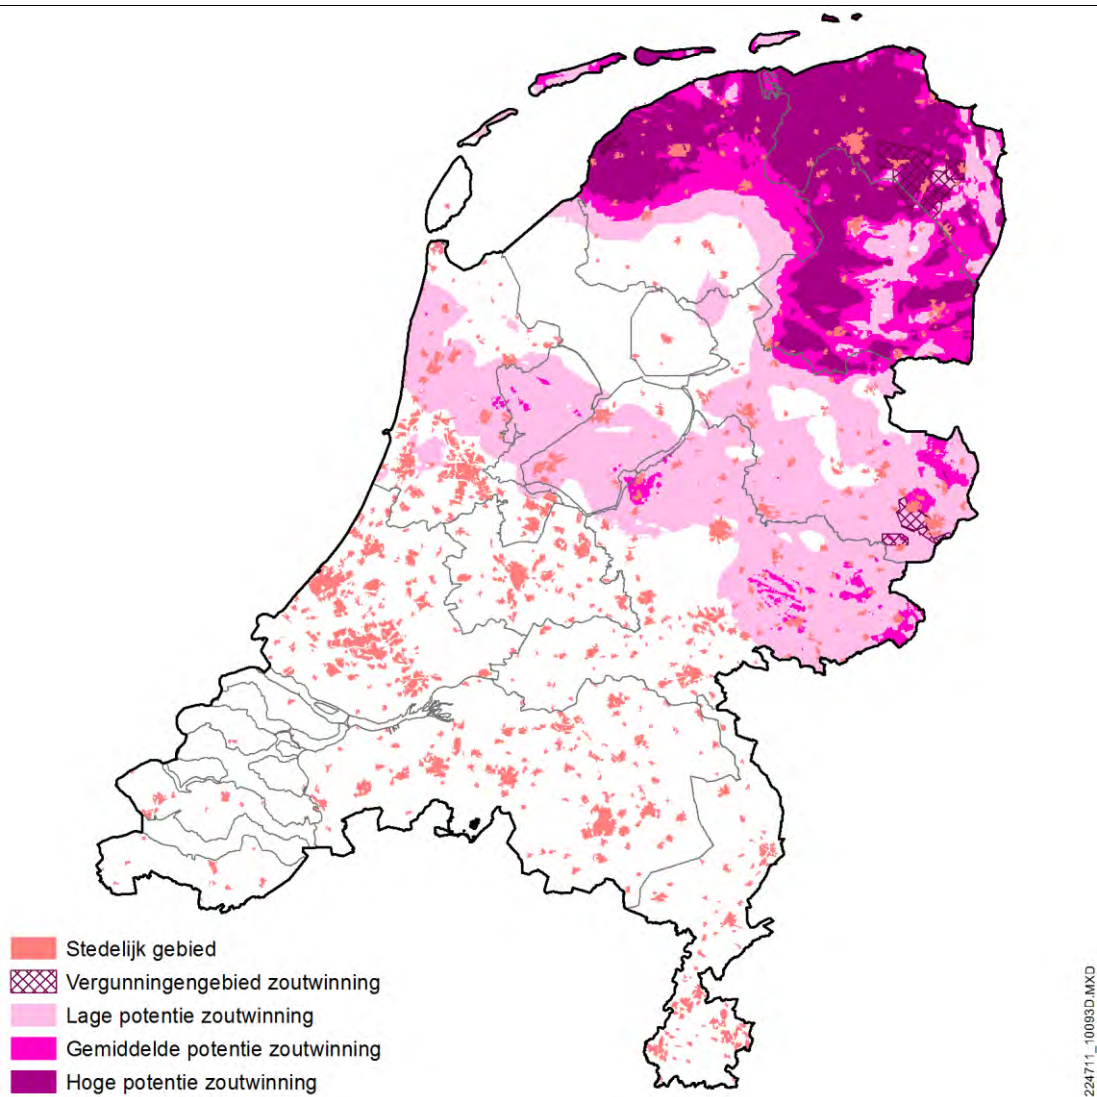 Stedelijk gebied
Vergunningengebied zoutwinning
Lage potentie zoutwinning
Gemiddelde potentie zoutwinning
Hoge potentie zoutwinning
224711_10093D.MXD